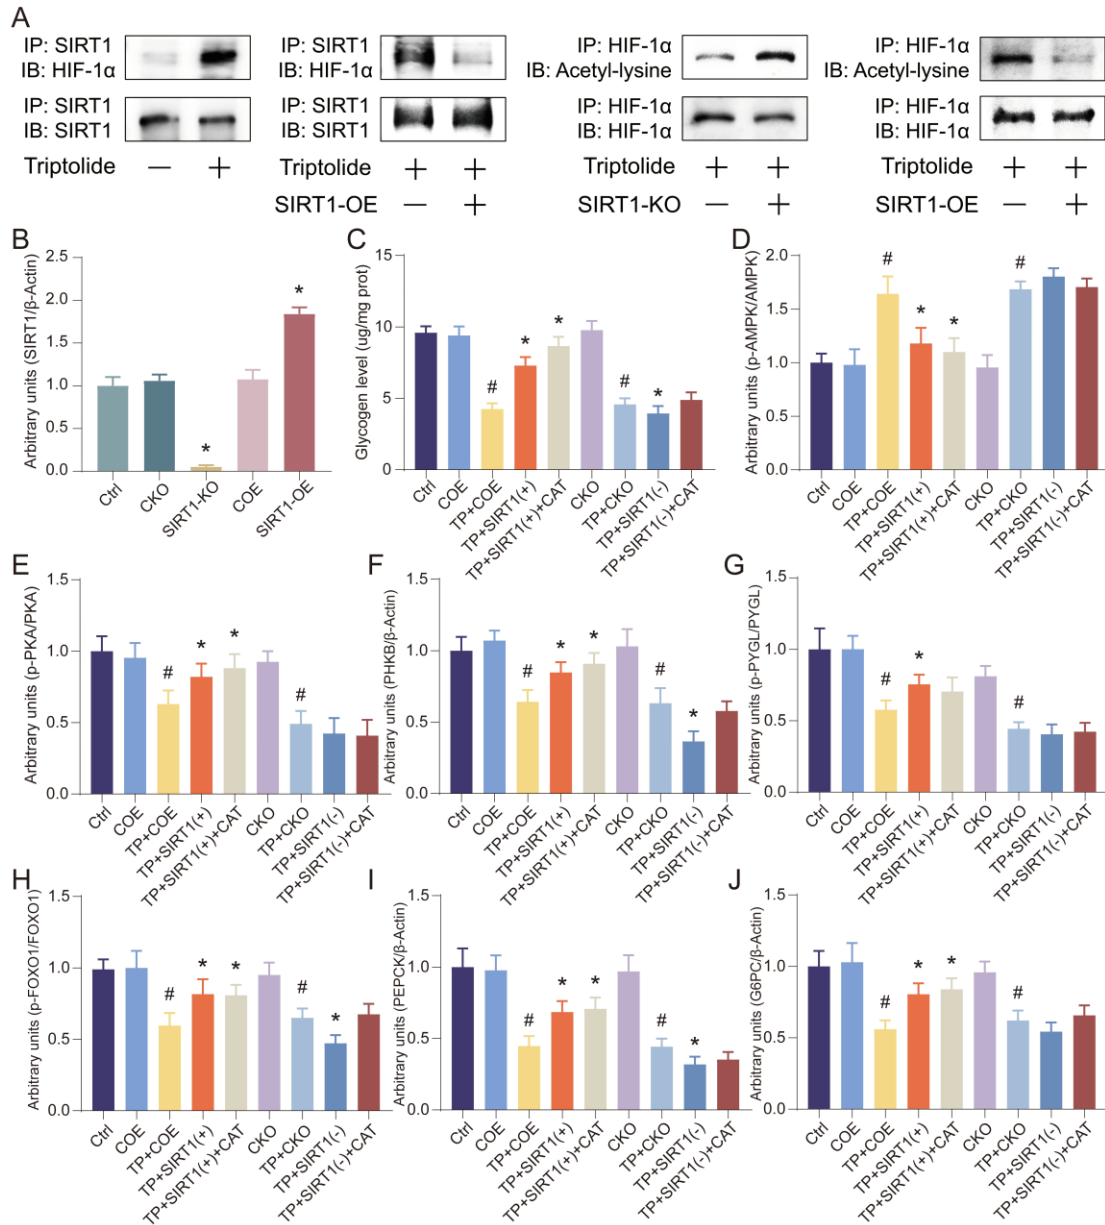 A
IP: SIRT1
IB: HIF-1α
IP: SIRT1
IB: SIRT1
Triptolide
— +
IP: SIRT1
IB: HIF-1α
IP: SIRT1
IB: SIRT1
Triptolide
+ +
SIRT1-OE
— +
IP: HIF-1α
IB: Acetyl-lysine
IP: HIF-1α
IB: HIF-1α
Triptolide
+ +
SIRT1-KO
— +
IP: HIF-1α
IB: Acetyl-lysine
IP: HIF-1α
IB: HIF-1α
Triptolide
+ +
SIRT1-OE
— +
B
Arbitrary units (SIRT1/β-Actin)
2.5
2.0
1.5
1.0
0.5
0.0
*
*
Ctrl
CKO
SIRT1-KO
COE
SIRT1-OE
C
Glycogen level (ug/mg prot)
15
10
5
0
#
*
*
#
*
Ctrl
COE
TP+COE
TP+SIRT1(+)
TP+SIRT1(+)+CAT
CKO
TP+CKO
TP+SIRT1(-)
TP+SIRT1(-)+CAT
D
Arbitrary units (p-AMPK/AMPK)
2.0
1.5
1.0
0.5
0.0
#
*
*
#
Ctrl
COE
TP+COE
TP+SIRT1(+)
TP+SIRT1(+)+CAT
CKO
TP+CKO
TP+SIRT1(-)
TP+SIRT1(-)+CAT
E
Arbitrary units (p-PKA/PKA)
1.5
1.0
0.5
0.0
#
*
*
#
Ctrl
COE
TP+COE
TP+SIRT1(+)
TP+SIRT1(+)+CAT
CKO
TP+CKO
TP+SIRT1(-)
TP+SIRT1(-)+CAT
F
Arbitrary units (PHKB/β-Actin)
1.5
1.0
0.5
0.0
#
*
*
#
*
Ctrl
COE
TP+COE
TP+SIRT1(+)
TP+SIRT1(+)+CAT
CKO
TP+CKO
TP+SIRT1(-)
TP+SIRT1(-)+CAT
G
Arbitrary units (p-PYGL/PYGL)
1.5
1.0
0.5
0.0
#
*
#
Ctrl
COE
TP+COE
TP+SIRT1(+)
TP+SIRT1(+)+CAT
CKO
TP+CKO
TP+SIRT1(-)
TP+SIRT1(-)+CAT
H
Arbitrary units (p-FOXO1/FOXO1)
1.5
1.0
0.5
0.0
#
*
*
#
*
Ctrl
COE
TP+COE
TP+SIRT1(+)
TP+SIRT1(+)+CAT
CKO
TP+CKO
TP+SIRT1(-)
TP+SIRT1(-)+CAT
I
Arbitrary units (PEPCK/β-Actin)
1.5
1.0
0.5
0.0
#
*
*
#
*
Ctrl
COE
TP+COE
TP+SIRT1(+)
TP+SIRT1(+)+CAT
CKO
TP+CKO
TP+SIRT1(-)
TP+SIRT1(-)+CAT
J
Arbitrary units (G6PC/β-Actin)
1.5
1.0
0.5
0.0
#
*
*
#
Ctrl
COE
TP+COE
TP+SIRT1(+)
TP+SIRT1(+)+CAT
CKO
TP+CKO
TP+SIRT1(-)
TP+SIRT1(-)+CAT